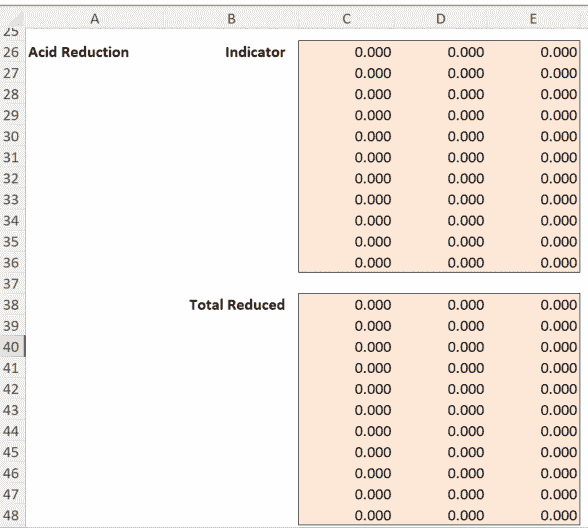 A B C D E
25
26 Acid Reduction Indicator 0.000 0.000 0.000
27 0.000 0.000 0.000
28 0.000 0.000 0.000
29 0.000 0.000 0.000
30 0.000 0.000 0.000
31 0.000 0.000 0.000
32 0.000 0.000 0.000
33 0.000 0.000 0.000
34 0.000 0.000 0.000
35 0.000 0.000 0.000
36 0.000 0.000 0.000
37
38 Total Reduced 0.000 0.000 0.000
39 0.000 0.000 0.000
40 0.000 0.000 0.000
41 0.000 0.000 0.000
42 0.000 0.000 0.000
43 0.000 0.000 0.000
44 0.000 0.000 0.000
45 0.000 0.000 0.000
46 0.000 0.000 0.000
47 0.000 0.000 0.000
48 0.000 0.000 0.000